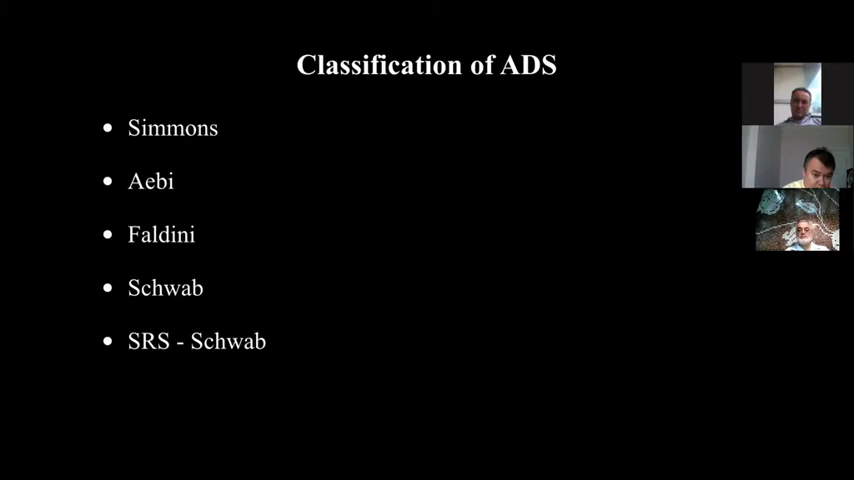 Classification of ADS
Simmons
Aebi
Faldini
Schwab
SRS - Schwab